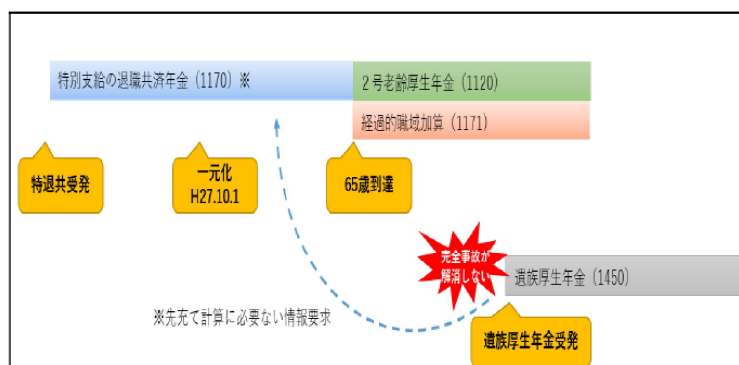 特別支給の退職共済年金（1170）※
２号老齢厚生年金（1120）
経過的職域加算（1171）
特退共受発
一元化
H27.10.1
65歳到達
完全事故が
解消しない
遺族厚生年金（1450）
※先充て計算に必要ない情報要求
遺族厚生年金受発